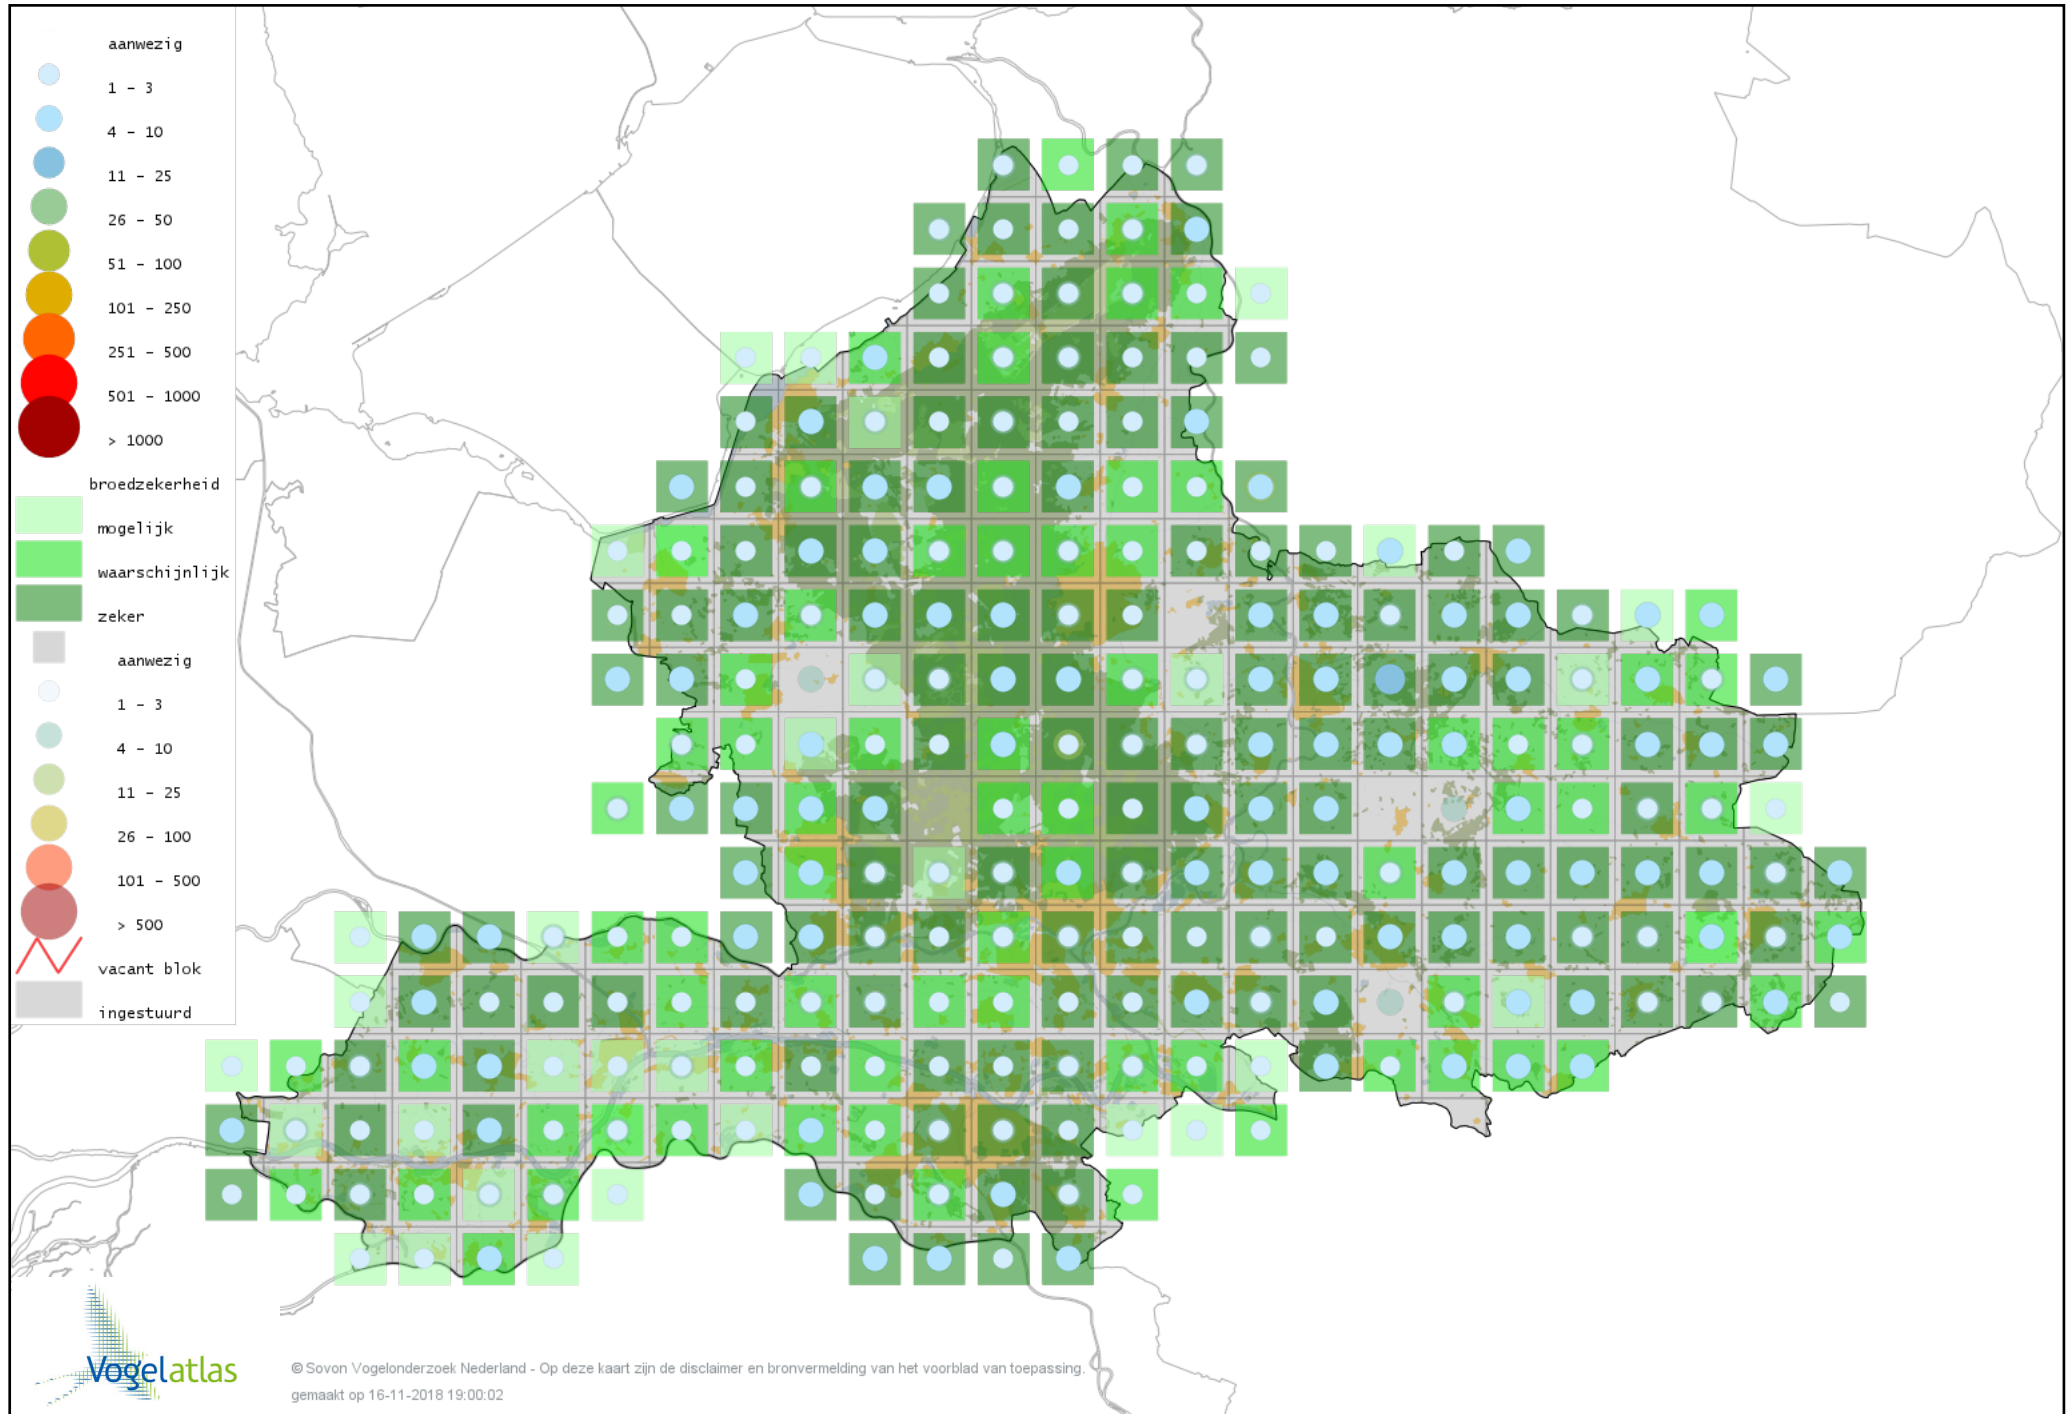 aanwezig
1 - 3
4 - 10
11 - 25
26 - 50
51 - 100
101 - 250
251 - 500
501 - 1000
> 1000
broedzekerheid
mogelijk
waarschijnlijk
zeker
aanwezig
1 - 3
4 - 10
11 - 25
26 - 100
101 - 500
> 500
vacant blok
ingestuurd
Vogelatlas
© Sovon Vogelonderzoek Nederland - Op deze kaart zijn de disclaimer en bronvermelding van het voorblad van toepassing.
gemaakt op 16-11-2018 19:00:02